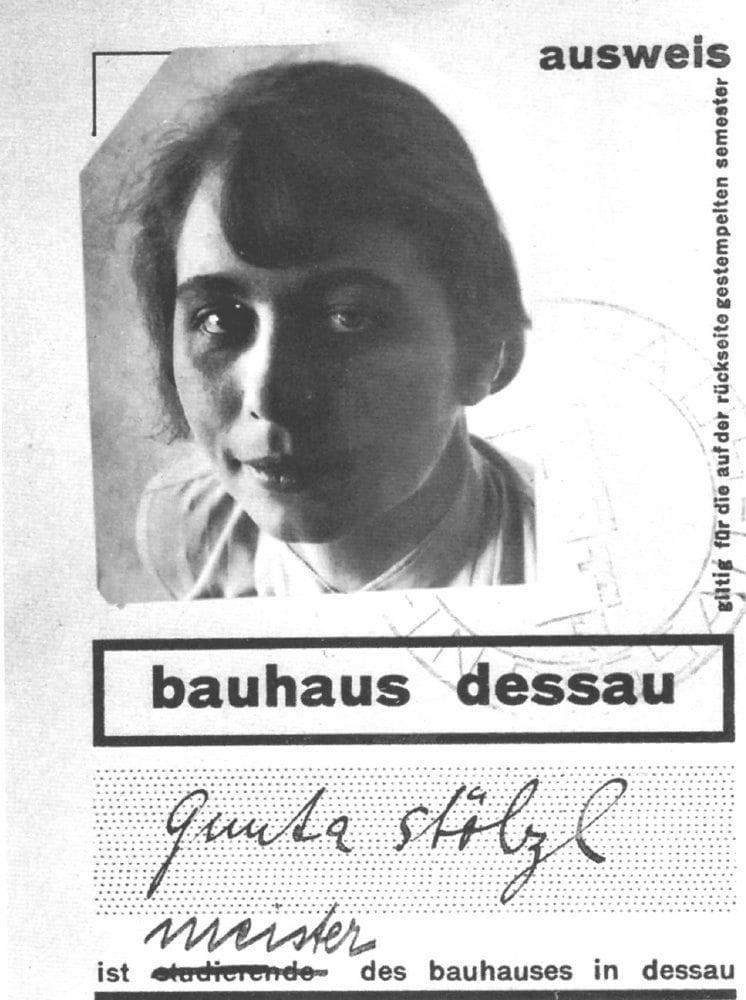 ausweis
gültig für die auf der rückseite gestempelten semester
bauhaus dessau
gunta stölzl
meister
ist studierende des bauhauses in dessau